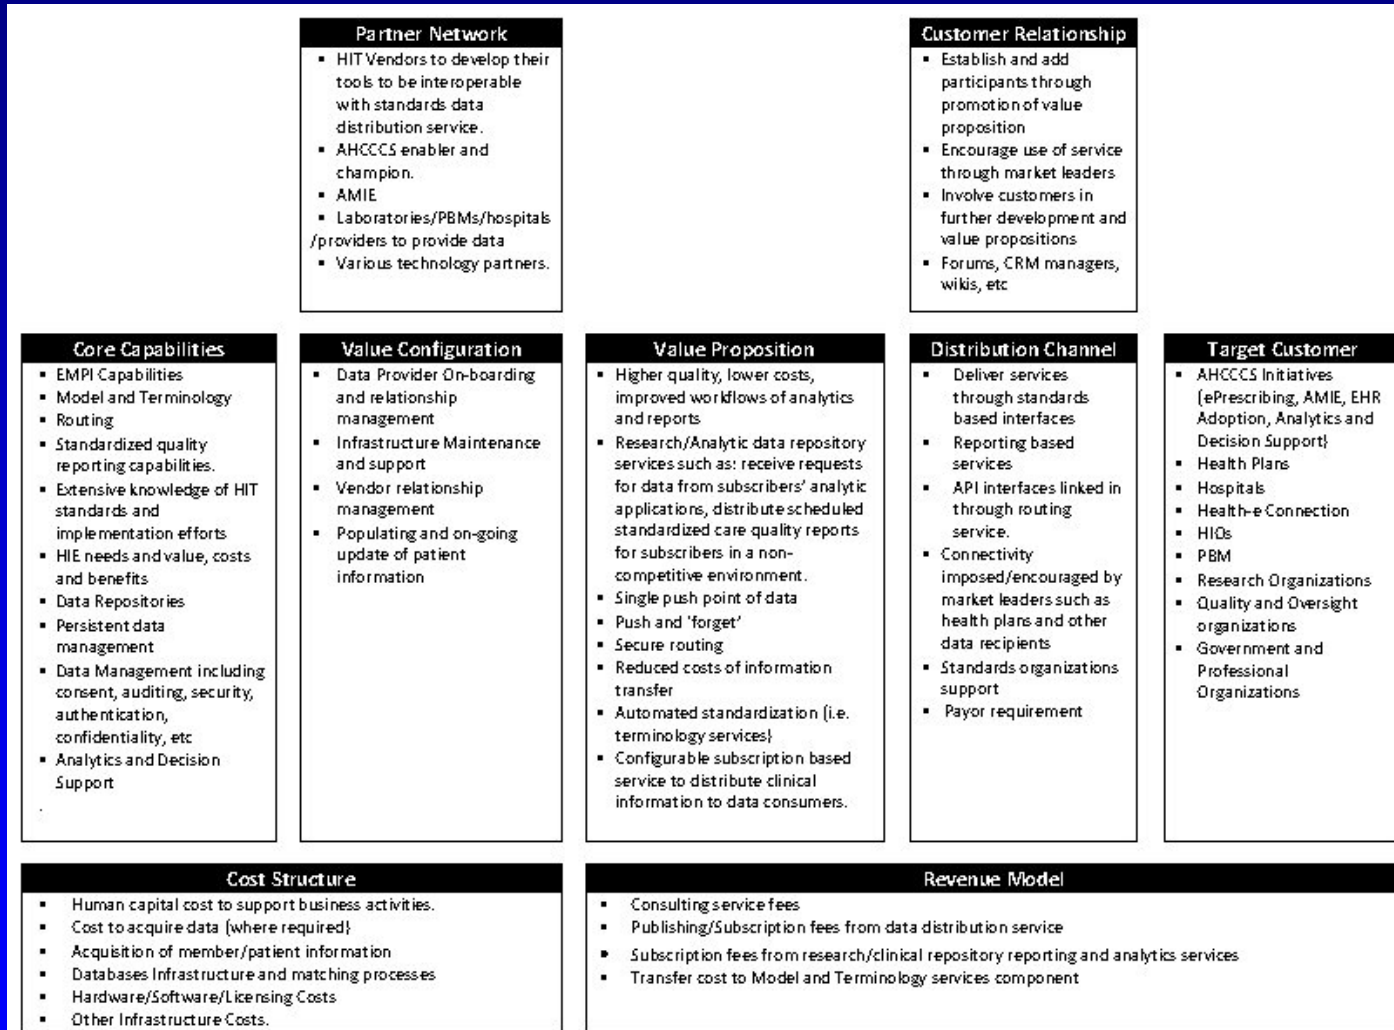 Partner Network
▪ HIT Vendors to develop their
tools to be interoperable
with standards data
distribution service.
▪ AHCCCS enabler and
champion.
▪ AMIE
▪ Laboratories/PBMs/hospitals
/providers to provide data
▪ Various technology partners.
Customer Relationship
▪ Establish and add
participants through
promotion of value
proposition
▪ Encourage use of service
through market leaders
▪ Involve customers in
further development and
value propositions
▪ Forums, CRM managers,
wikis, etc
Core Capabilities
▪ EMPI Capabilities
▪ Model and Terminology
▪ Routing
▪ Standardized quality
reporting capabilities.
▪ Extensive knowledge of HIT
standards and
implementation efforts
▪ HIE needs and value, costs
and benefits
▪ Data Repositories
▪ Persistent data
management
▪ Data Management including
consent, auditing, security,
authentication,
confidentiality, etc
▪ Analytics and Decision
Support
.
Value Configuration
▪ Data Provider On-boarding
and relationship
management
▪ Infrastructure Maintenance
and support
▪ Vendor relationship
management
▪ Populating and on-going
update of patient
information
Value Proposition
▪ Higher quality, lower costs,
improved workflows of analytics
and reports
▪ Research/Analytic data repository
services such as: receive requests
for data from subscribers' analytic
applications, distribute scheduled
standardized care quality reports
for subscribers in a non-
competitive environment.
▪ Single push point of data
▪ Push and 'forget'
▪ Secure routing
▪ Reduced costs of information
transfer
▪ Automated standardization (i.e.
terminology services)
▪ Configurable subscription based
service to distribute clinical
information to data consumers.
Distribution Channel
▪ Deliver services
through standards
based interfaces
▪ Reporting based
services
▪ API interfaces linked in
through routing
service.
▪ Connectivity
imposed/encouraged by
market leaders such as
health plans and other
data recipients
▪ Standards organizations
support
▪ Payor requirement
Target Customer
▪ AHCCCS Initiatives
(ePrescribing, AMIE, EHR
Adoption, Analytics and
Decision Support)
▪ Health Plans
▪ Hospitals
▪ Health-e Connection
▪ HIOs
▪ PBM
▪ Research Organizations
▪ Quality and Oversight
organizations
▪ Government and
Professional
Organizations
Cost Structure
▪ Human capital cost to support business activities.
▪ Cost to acquire data (where required)
▪ Acquisition of member/patient information
▪ Databases Infrastructure and matching processes
▪ Hardware/Software/Licensing Costs
▪ Other Infrastructure Costs.
Revenue Model
▪ Consulting service fees
▪ Publishing/Subscription fees from data distribution service
▪ Subscription fees from research/clinical repository reporting and analytics services
▪ Transfer cost to Model and Terminology services component